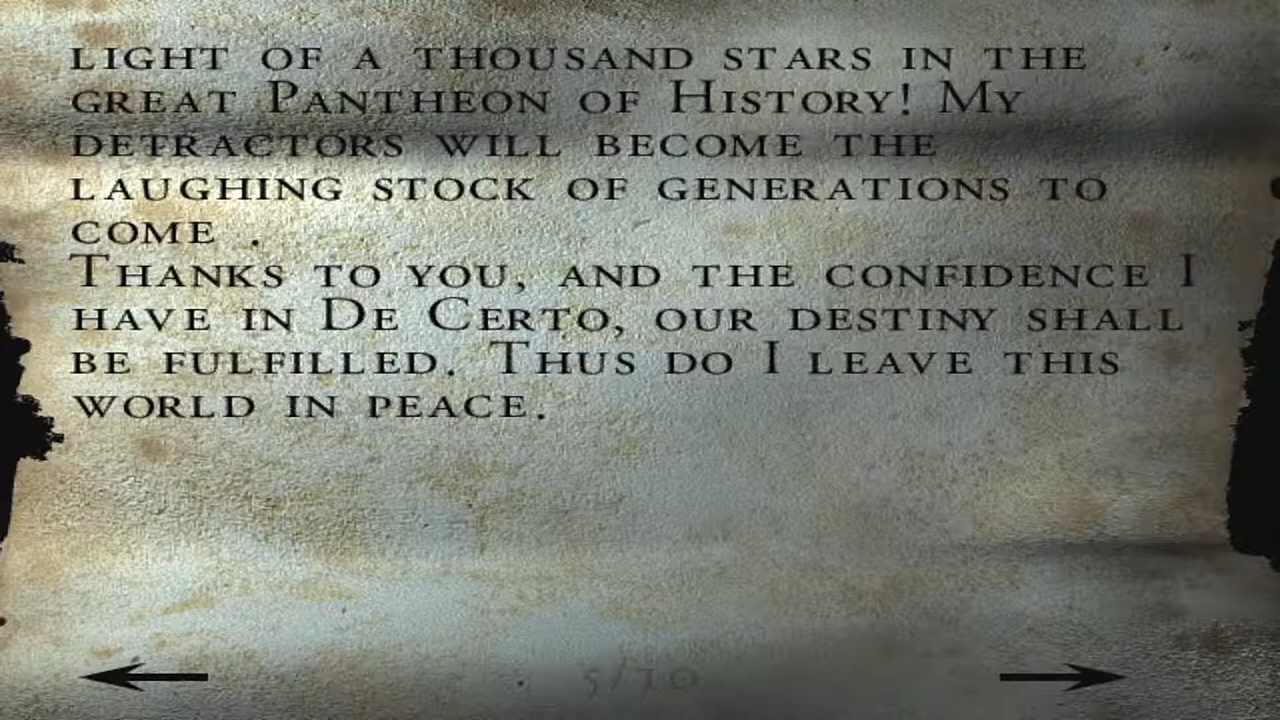 light of a thousand stars in the
great Pantheon of History! My
detractors will become the
laughing stock of generations to
come .
Thanks to you, and the confidence I
have in De Certo, our destiny shall
be fulfilled. Thus do I leave this
world in peace.
5/10